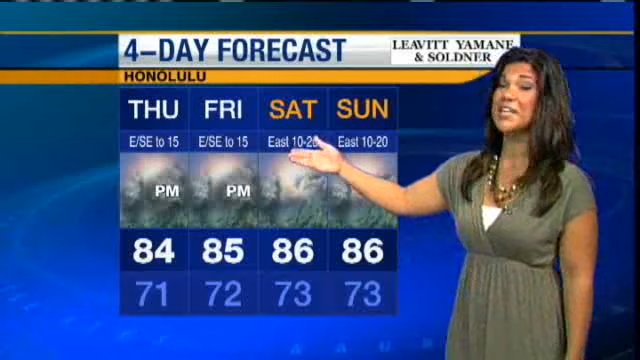 4-DAY FORECAST
LEAVITT YAMANE
& SOLDNER
HONOLULU
THU FRI SAT SUN
E/SE to 15 E/SE to 15 East 10-20 East 10-20
PM PM
84 85 86 86
71 72 73 73